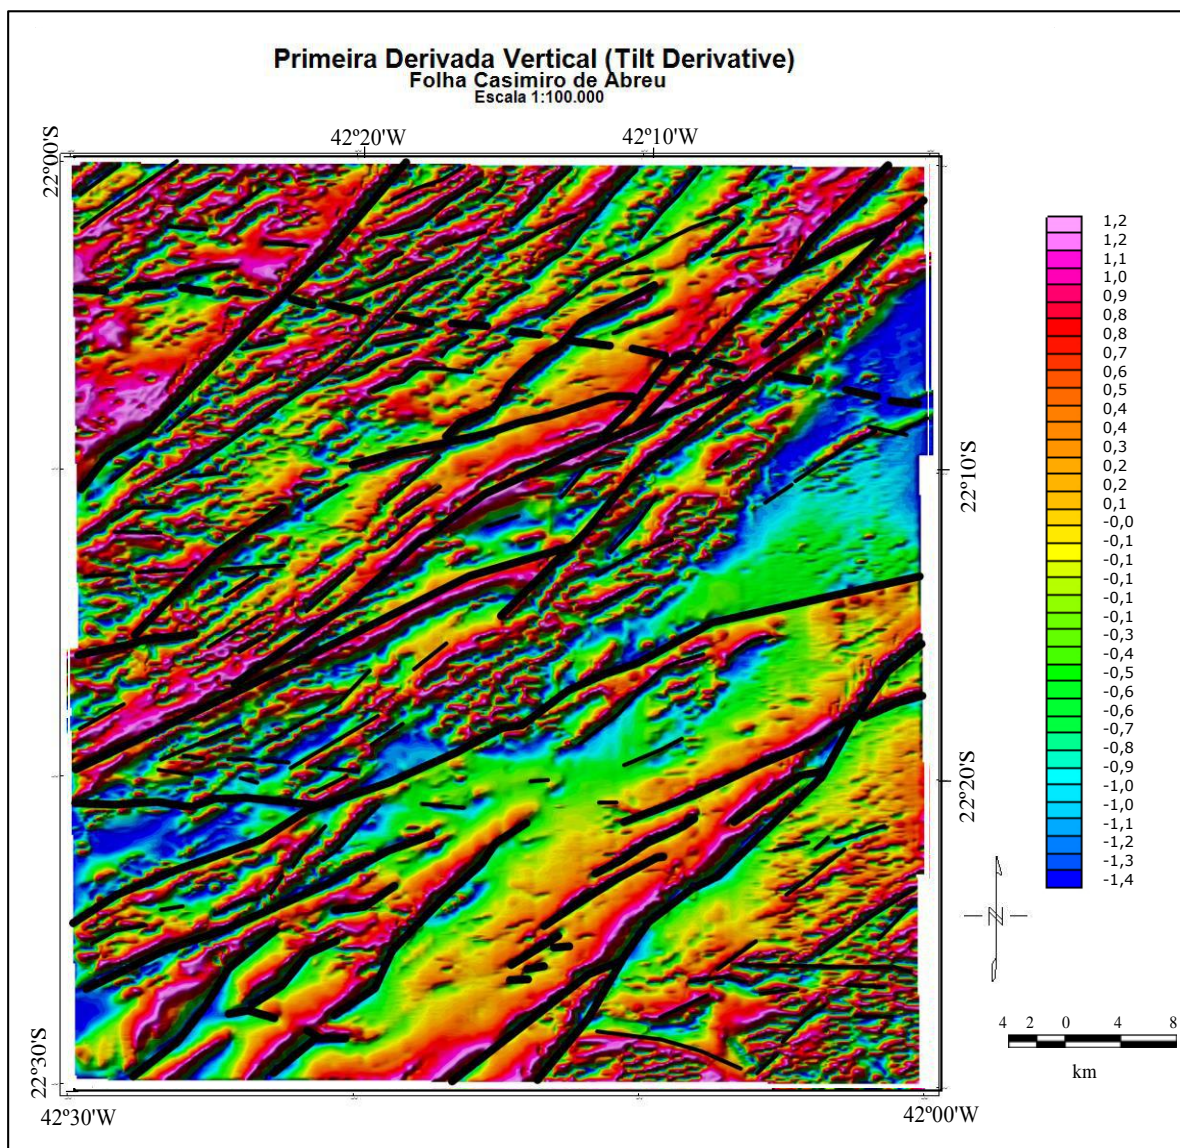 Primeira Derivada Vertical (Tilt Derivative)
Folha Casimiro de Abreu
Escala 1:100.000
42º20'W
42º10'W
22º00'S
22º10'S
22º20'S
22º30'S
42º30'W
42º00'W
1,2
1,2
1,1
1,0
0,9
0,8
0,8
0,7
0,6
0,5
0,4
0,3
0,2
0,2
0,1
-0,0
-0,1
-0,1
-0,1
-0,1
-0,3
-0,4
-0,5
-0,6
-0,6
-0,7
-0,8
-0,9
-1,0
-1,0
-1,1
-1,2
-1,3
-1,4
N
4 2 0 4 8
km